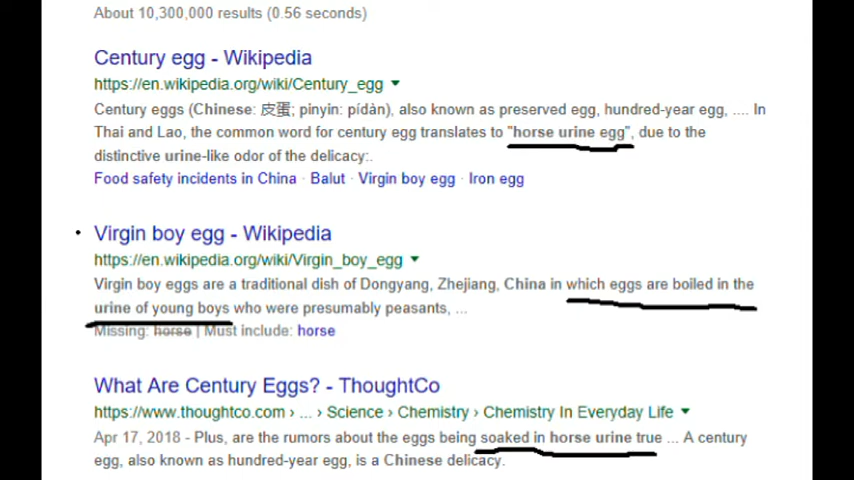 About 10,300,000 results (0.56 seconds)
Century egg - Wikipedia
https://en.wikipedia.org/wiki/Century_egg
Century eggs (Chinese: 皮蛋; pinyin: pídàn), also known as preserved egg, hundred-year egg, .... In
Thai and Lao, the common word for century egg translates to "horse urine egg", due to the
distinctive urine-like odor of the delicacy:.
Food safety incidents in China · Balut · Virgin boy egg · Iron egg
Virgin boy egg - Wikipedia
https://en.wikipedia.org/wiki/Virgin_boy_egg
Virgin boy eggs are a traditional dish of Dongyang, Zhejiang, China in which eggs are boiled in the
urine of young boys who were presumably peasants, ...
Missing: horse | Must include: horse
What Are Century Eggs? - ThoughtCo
https://www.thoughtco.com › ... › Science › Chemistry › Chemistry In Everyday Life
Apr 17, 2018 - Plus, are the rumors about the eggs being soaked in horse urine true ... A century
egg, also known as hundred-year egg, is a Chinese delicacy.